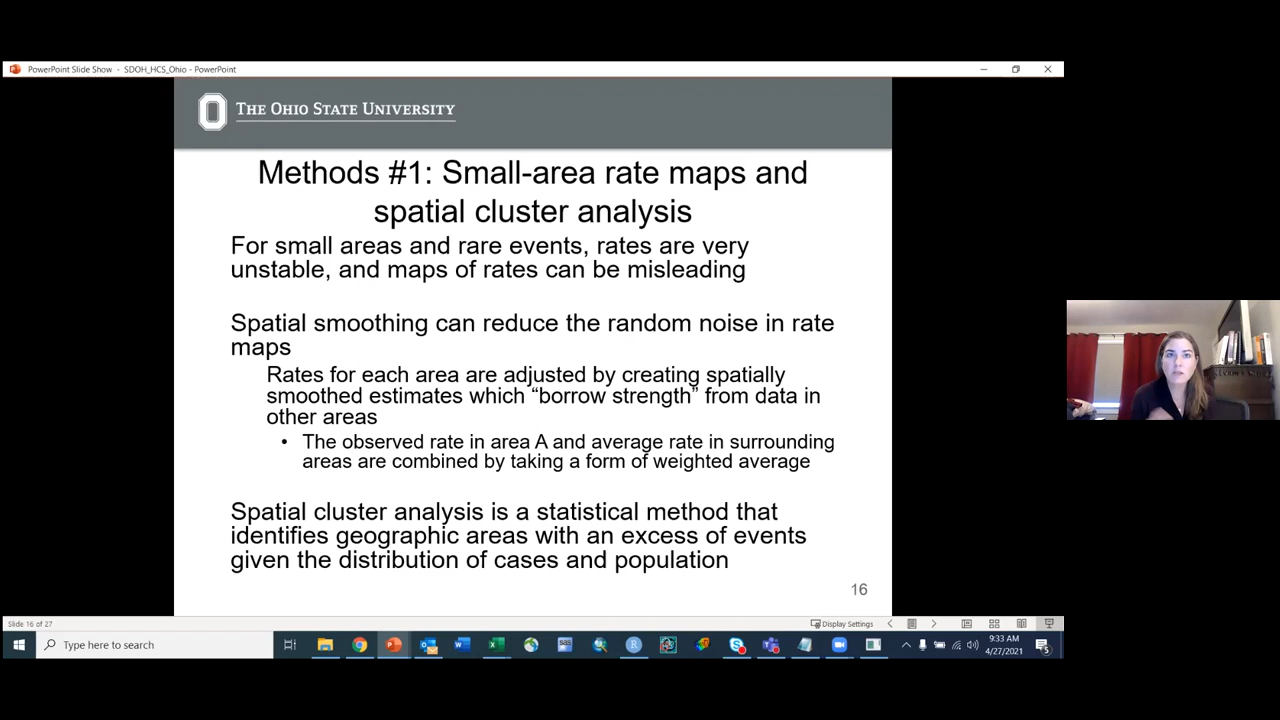 PowerPoint Slide Show - SDOH_HCS_Ohio - PowerPoint
THE OHIO STATE UNIVERSITY
Methods #1: Small-area rate maps and
spatial cluster analysis
For small areas and rare events, rates are very
unstable, and maps of rates can be misleading
Spatial smoothing can reduce the random noise in rate
maps
Rates for each area are adjusted by creating spatially
smoothed estimates which “borrow strength” from data in
other areas
• The observed rate in area A and average rate in surrounding
areas are combined by taking a form of weighted average
Spatial cluster analysis is a statistical method that
identifies geographic areas with an excess of events
given the distribution of cases and population
16
Slide 16 of 27
Display Settings
Type here to search
9:33 AM
4/27/2021